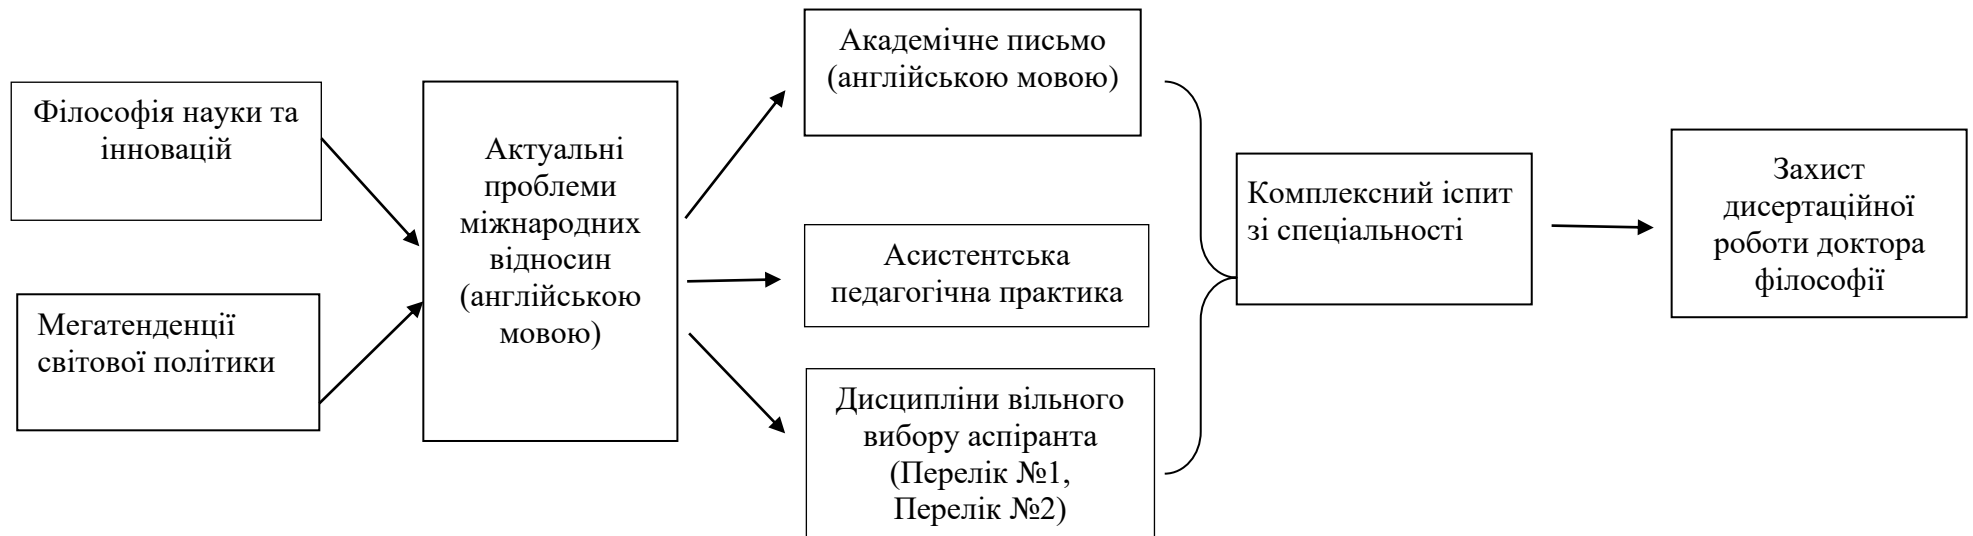 Філософія науки та
інновацій
Мегатенденції
світової політики
Актуальні
проблеми
міжнародних
відносин
(англійською
мовою)
Академічне письмо
(англійською мовою)
Асистентська
педагогічна практика
Дисципліни вільного
вибору аспіранта
(Перелік №1,
Перелік №2)
Комплексний іспит
зі спеціальності
Захист
дисертаційної
роботи доктора
філософії